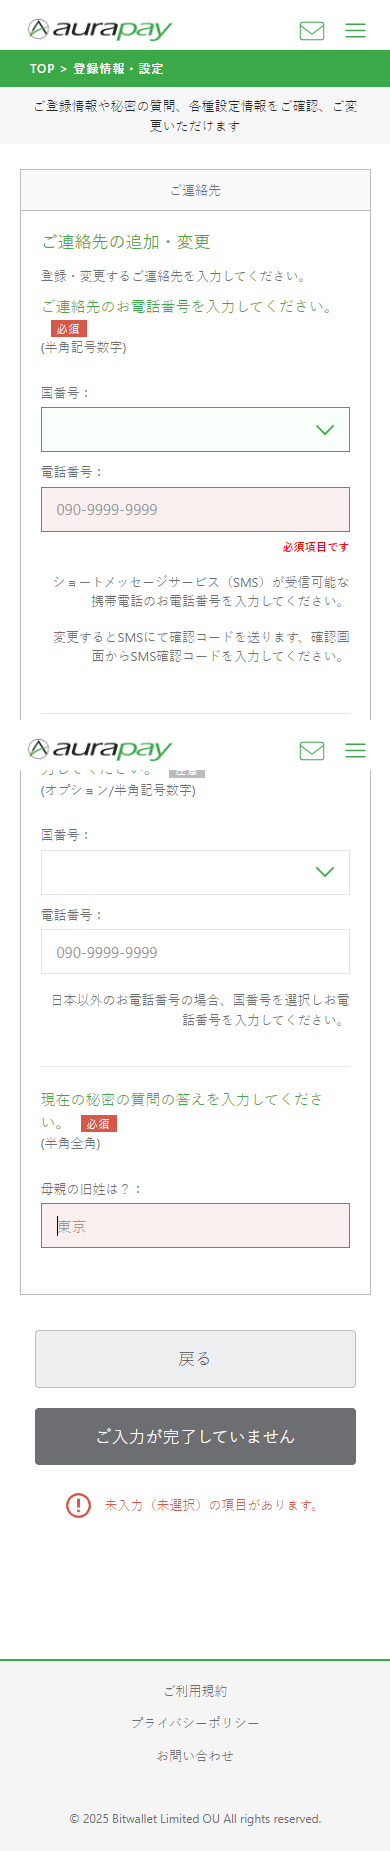 aurapay
TOP > 登録情報・設定
ご登録情報や秘密の質問、各種設定情報をご確認、ご変
更いただけます
ご連絡先
ご連絡先の追加・変更
登録・変更するご連絡先を入力してください。
ご連絡先のお電話番号を入力してください。
必須
(半角記号数字)
国番号：
電話番号：
090-9999-9999
必須項目です
ショートメッセージサービス（SMS）が受信可能な
携帯電話のお電話番号を入力してください。
変更するとSMSにて確認コードを送ります、確認画
面からSMS確認コードを入力してください。
aurapay
力してください。 任意
(オプション/半角記号数字)
国番号：
電話番号：
090-9999-9999
日本以外のお電話番号の場合、国番号を選択しお電
話番号を入力してください。
現在の秘密の質問の答えを入力してくださ
い。 必須
(半角全角)
母親の旧姓は？：
東京
戻る
ご入力が完了していません
未入力（未選択）の項目があります。
ご利用規約
プライバシーポリシー
お問い合わせ
© 2025 Bitwallet Limited OU All rights reserved.